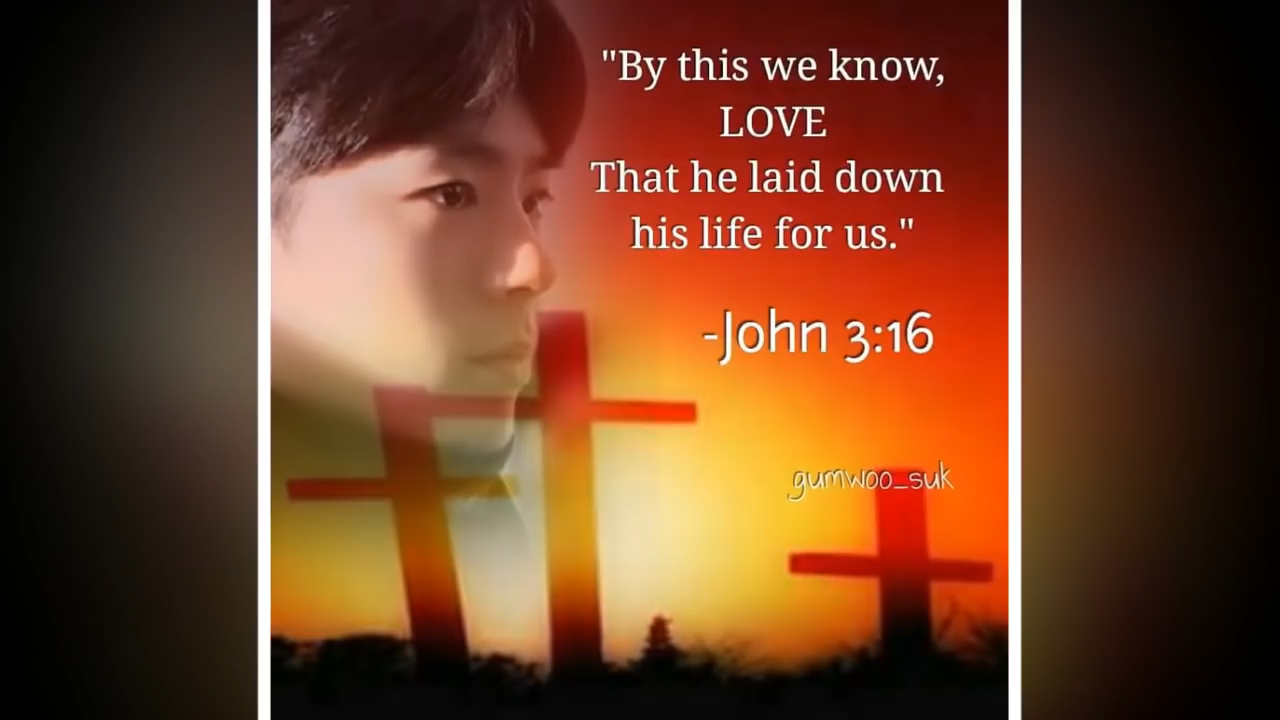 "By this we know,
LOVE
That he laid down
his life for us."
-John 3:16
gumwoo_suk